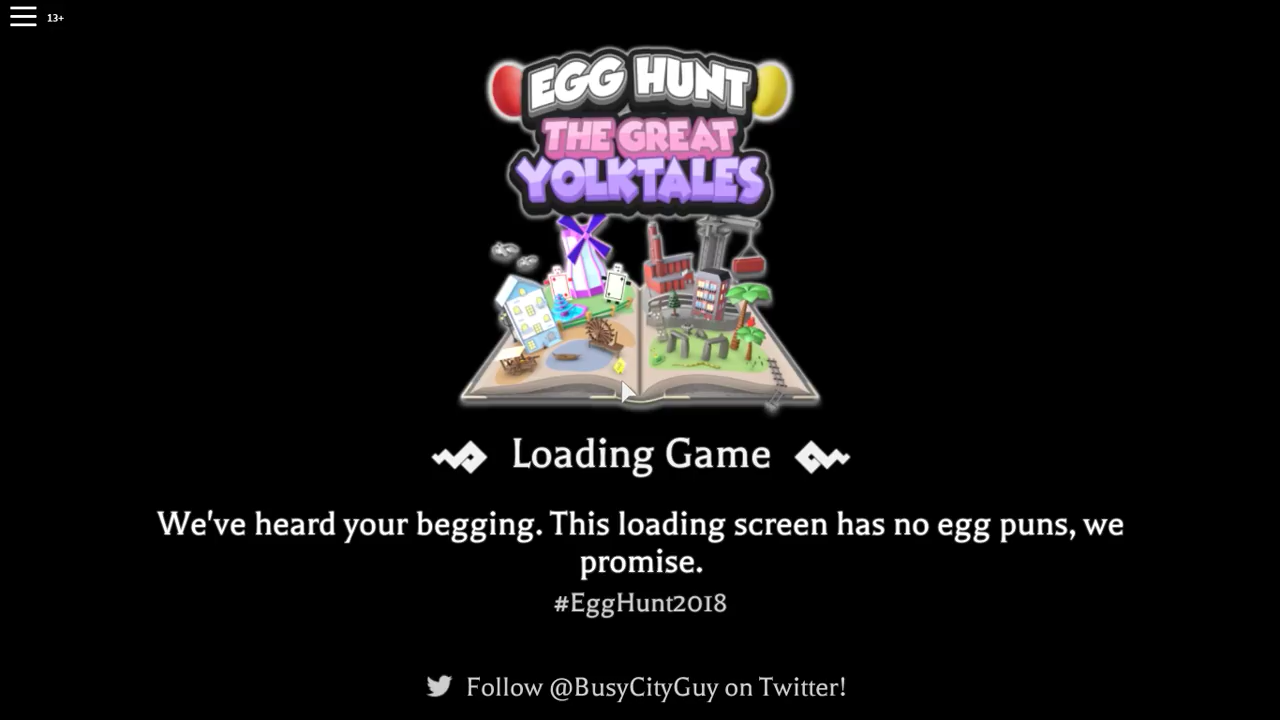 13+
EGG HUNT
THE GREAT
YOLKTALES
Loading Game
We've heard your begging. This loading screen has no egg puns, we
promise.
#EggHunt2018
Follow @BusyCityGuy on Twitter!